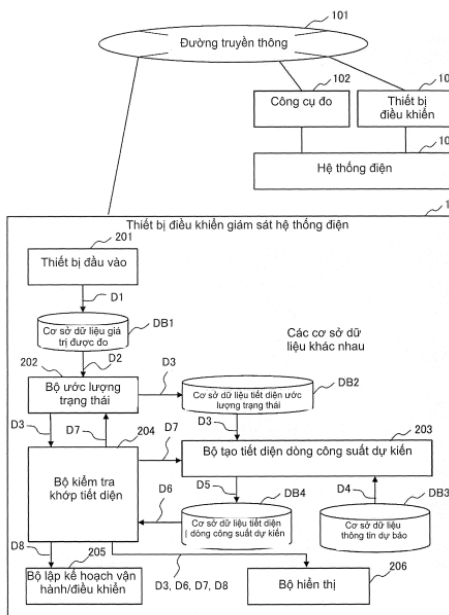 101
Đường truyền thông
102
10
Công cụ đo
Thiết bị
điều khiển
10
Hệ thống điện
1
Thiết bị điều khiển giám sát hệ thống điện
201
Thiết bị đầu vào
D1
Cơ sở dữ liệu giá
trị được đo
DB1
Các cơ sở dữ
liệu khác nhau
202
D2
Bộ ước lượng
trạng thái
D3
DB2
Cơ sở dữ liệu tiết diện ước
lượng trạng thái
D3
D7
204
D7
D3
203
Bộ tạo tiết diện dòng công suất dự kiến
Bộ kiểm tra
khớp tiết diện
D6
D5
DB4
D4
DB3
Cơ sở dữ liệu tiết diện
dòng công suất dự kiến
Cơ sở dữ liệu
thông tin dự báo
D8
205
Bộ lập kế hoạch vận
hành/điều khiển
D3, D6, D7, D8
Bộ hiển thị
206